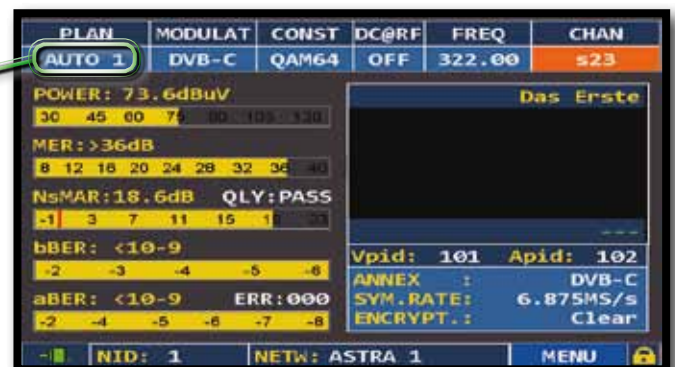 PLAN MODULAT CONST DC@RF FREQ CHAN
AUTO 1 DVB-C QAM64 OFF 322.00 s23
POWER: 73.6dBuV
30 45 60 75 90 105 120
MER:>36dB
8 12 16 20 24 28 32 36 40
NsMAR:18.6dB QLY:PASS
-1 3 7 11 15 19 23
bBER: <10-9
-2 -3 -4 -5 -6
aBER: <10-9 ERR:000
-2 -4 -5 -6 -7 -8
Das Erste
---
Vpid: 101 Apid: 102
ANNEX : DVB-C
SYM.RATE: 6.875MS/s
ENCRYPT.: Clear
NID: 1 NETW: ASTRA 1 MENU